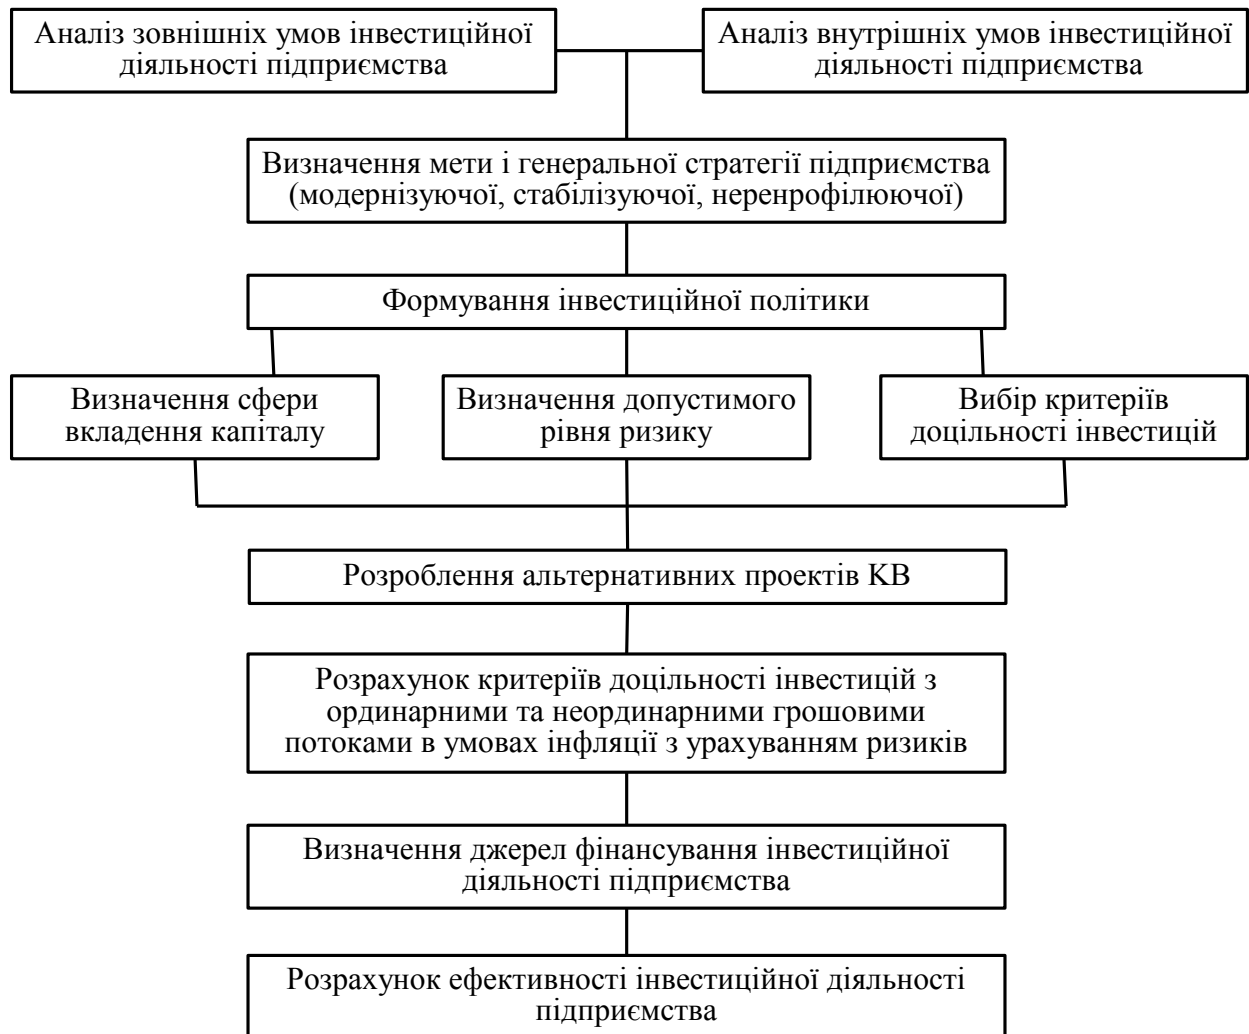 Аналіз зовнішніх умов інвестиційної
діяльності підприємства
Аналіз внутрішніх умов інвестиційної
діяльності підприємства
Визначення мети і генеральної стратегії підприємства
(модернізуючої, стабілізуючої, неренрофілюючої)
Формування інвестиційної політики
Визначення сфери
вкладення капіталу
Визначення допустимого
рівня ризику
Вибір критеріїв
доцільності інвестицій
Розроблення альтернативних проектів КВ
Розрахунок критеріїв доцільності інвестицій з
ординарними та неординарними грошовими
потоками в умовах інфляції з урахуванням ризиків
Визначення джерел фінансування інвестиційної
діяльності підприємства
Розрахунок ефективності інвестиційної діяльності
підприємства